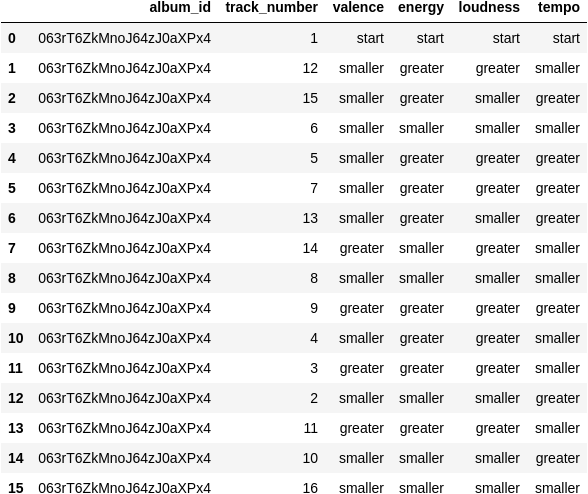 album_id track_number valence energy loudness tempo
0 063rT6ZkMnoJ64zJ0aXPx4 1 start start start start
1 063rT6ZkMnoJ64zJ0aXPx4 12 smaller greater greater smaller
2 063rT6ZkMnoJ64zJ0aXPx4 15 smaller greater smaller greater
3 063rT6ZkMnoJ64zJ0aXPx4 6 smaller smaller smaller smaller
4 063rT6ZkMnoJ64zJ0aXPx4 5 smaller greater greater greater
5 063rT6ZkMnoJ64zJ0aXPx4 7 smaller greater greater greater
6 063rT6ZkMnoJ64zJ0aXPx4 13 smaller greater smaller greater
7 063rT6ZkMnoJ64zJ0aXPx4 14 greater smaller greater smaller
8 063rT6ZkMnoJ64zJ0aXPx4 8 smaller smaller smaller smaller
9 063rT6ZkMnoJ64zJ0aXPx4 9 greater greater greater greater
10 063rT6ZkMnoJ64zJ0aXPx4 4 smaller greater greater smaller
11 063rT6ZkMnoJ64zJ0aXPx4 3 greater greater greater smaller
12 063rT6ZkMnoJ64zJ0aXPx4 2 smaller smaller smaller greater
13 063rT6ZkMnoJ64zJ0aXPx4 11 greater greater greater smaller
14 063rT6ZkMnoJ64zJ0aXPx4 10 smaller smaller smaller greater
15 063rT6ZkMnoJ64zJ0aXPx4 16 smaller smaller smaller smaller